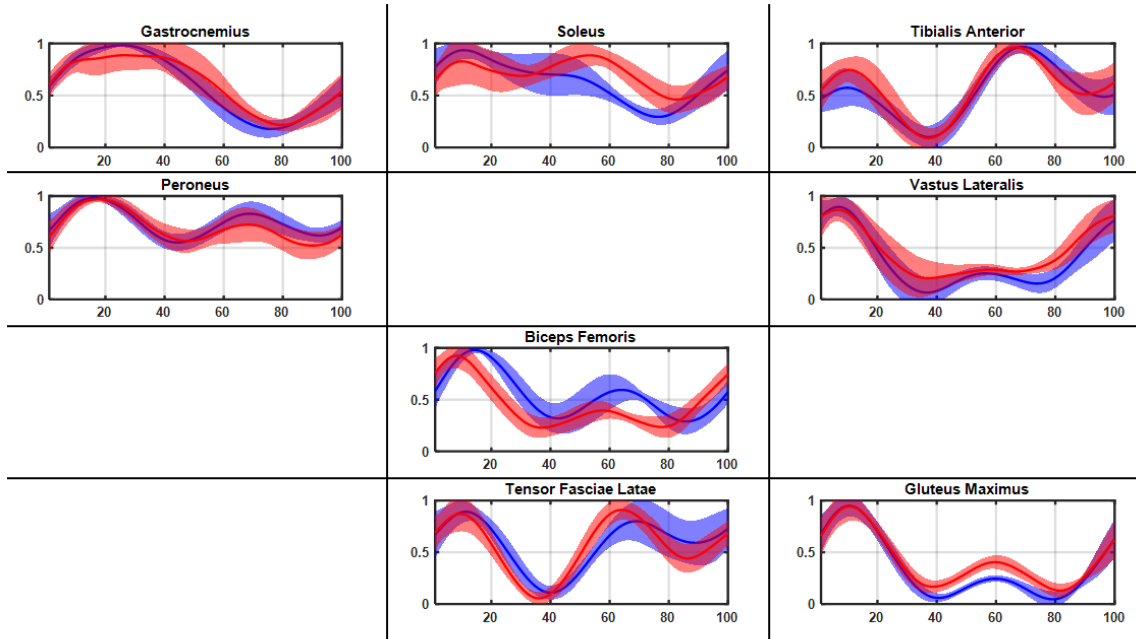 Gastrocnemius Soleus Tibialis Anterior
1 1 1
0.5 0.5 0.5
0 0 0
20 40 60 80 100 20 40 60 80 100 20 40 60 80 100
Peroneus Vastus Lateralis
1 1
0.5 0.5
0 0
20 40 60 80 100 20 40 60 80 100
Biceps Femoris
1
0.5
0
20 40 60 80 100
Tensor Fasciae Latae Gluteus Maximus
1 1
0.5 0.5
0 0
20 40 60 80 100 20 40 60 80 100